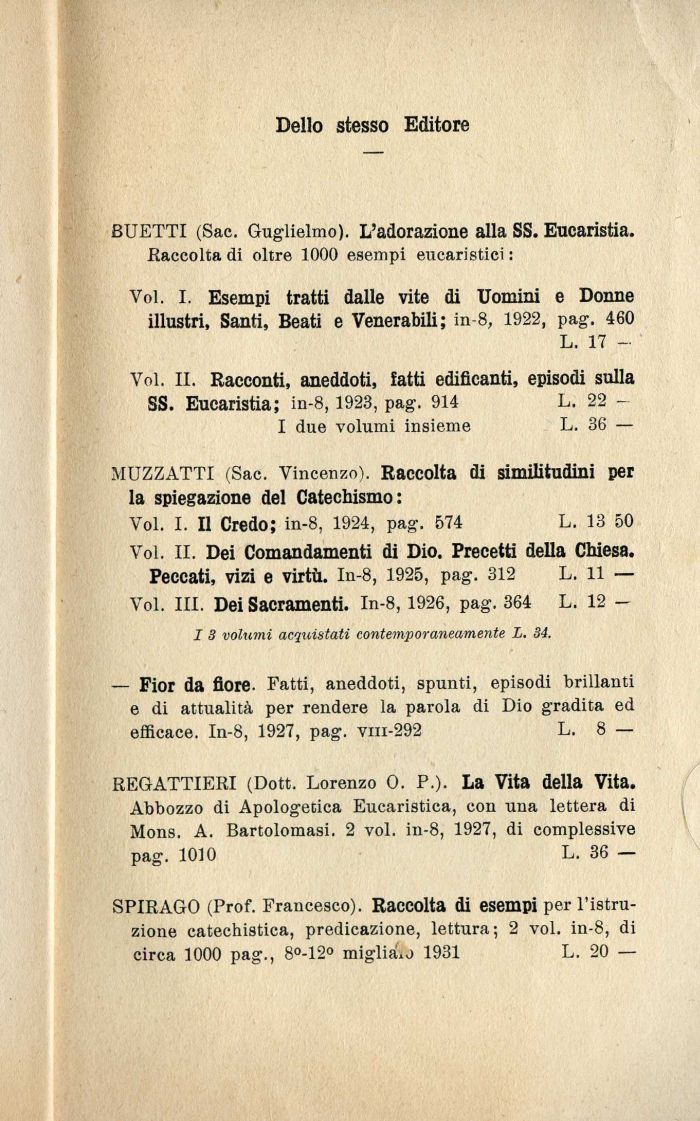 Dello stesso Editore
BUETTI (Sac. Guglielmo). L'adorazione alla SS. Eucaristia.
Raccolta di oltre 1000 esempi eucaristici:
Vol. I. Esempi tratti dalle vite di Uomini e Donne
illustri, Santi, Beati e Venerabili; in-8, 1922, pag. 460
L. 17 —
Vol. II. Racconti, aneddoti, fatti edificanti, episodi sulla
SS. Eucaristia; in-8, 1923, pag. 914 L. 22 —
I due volumi insieme L. 36 —
MUZZATTI (Sac. Vincenzo). Raccolta di similitudini per
la spiegazione del Catechismo:
Vol. I. Il Credo; in-8, 1924, pag. 574 L. 13 50
Vol. II. Dei Comandamenti di Dio. Precetti della Chiesa.
Peccati, vizi e virtù. In-8, 1925, pag. 312 L. 11 —
Vol. III. Dei Sacramenti. In-8, 1926, pag. 364 L. 12 —
I 3 volumi acquistati contemporaneamente L. 34.
— Fior da fiore. Fatti, aneddoti, spunti, episodi brillanti
e di attualità per rendere la parola di Dio gradita ed
efficace. In-8, 1927, pag. VIII-292 L. 8 —
REGATTIERI (Dott. Lorenzo O. P.). La Vita della Vita.
Abbozzo di Apologetica Eucaristica, con una lettera di
Mons. A. Bartolomasi. 2 vol. in-8, 1927, di complessive
pag. 1010 L. 36 —
SPIRAGO (Prof. Francesco). Raccolta di esempi per l'istru-
zione catechistica, predicazione, lettura; 2 vol. in-8, di
circa 1000 pag., 8º-12º migliaio 1931 L. 20 —